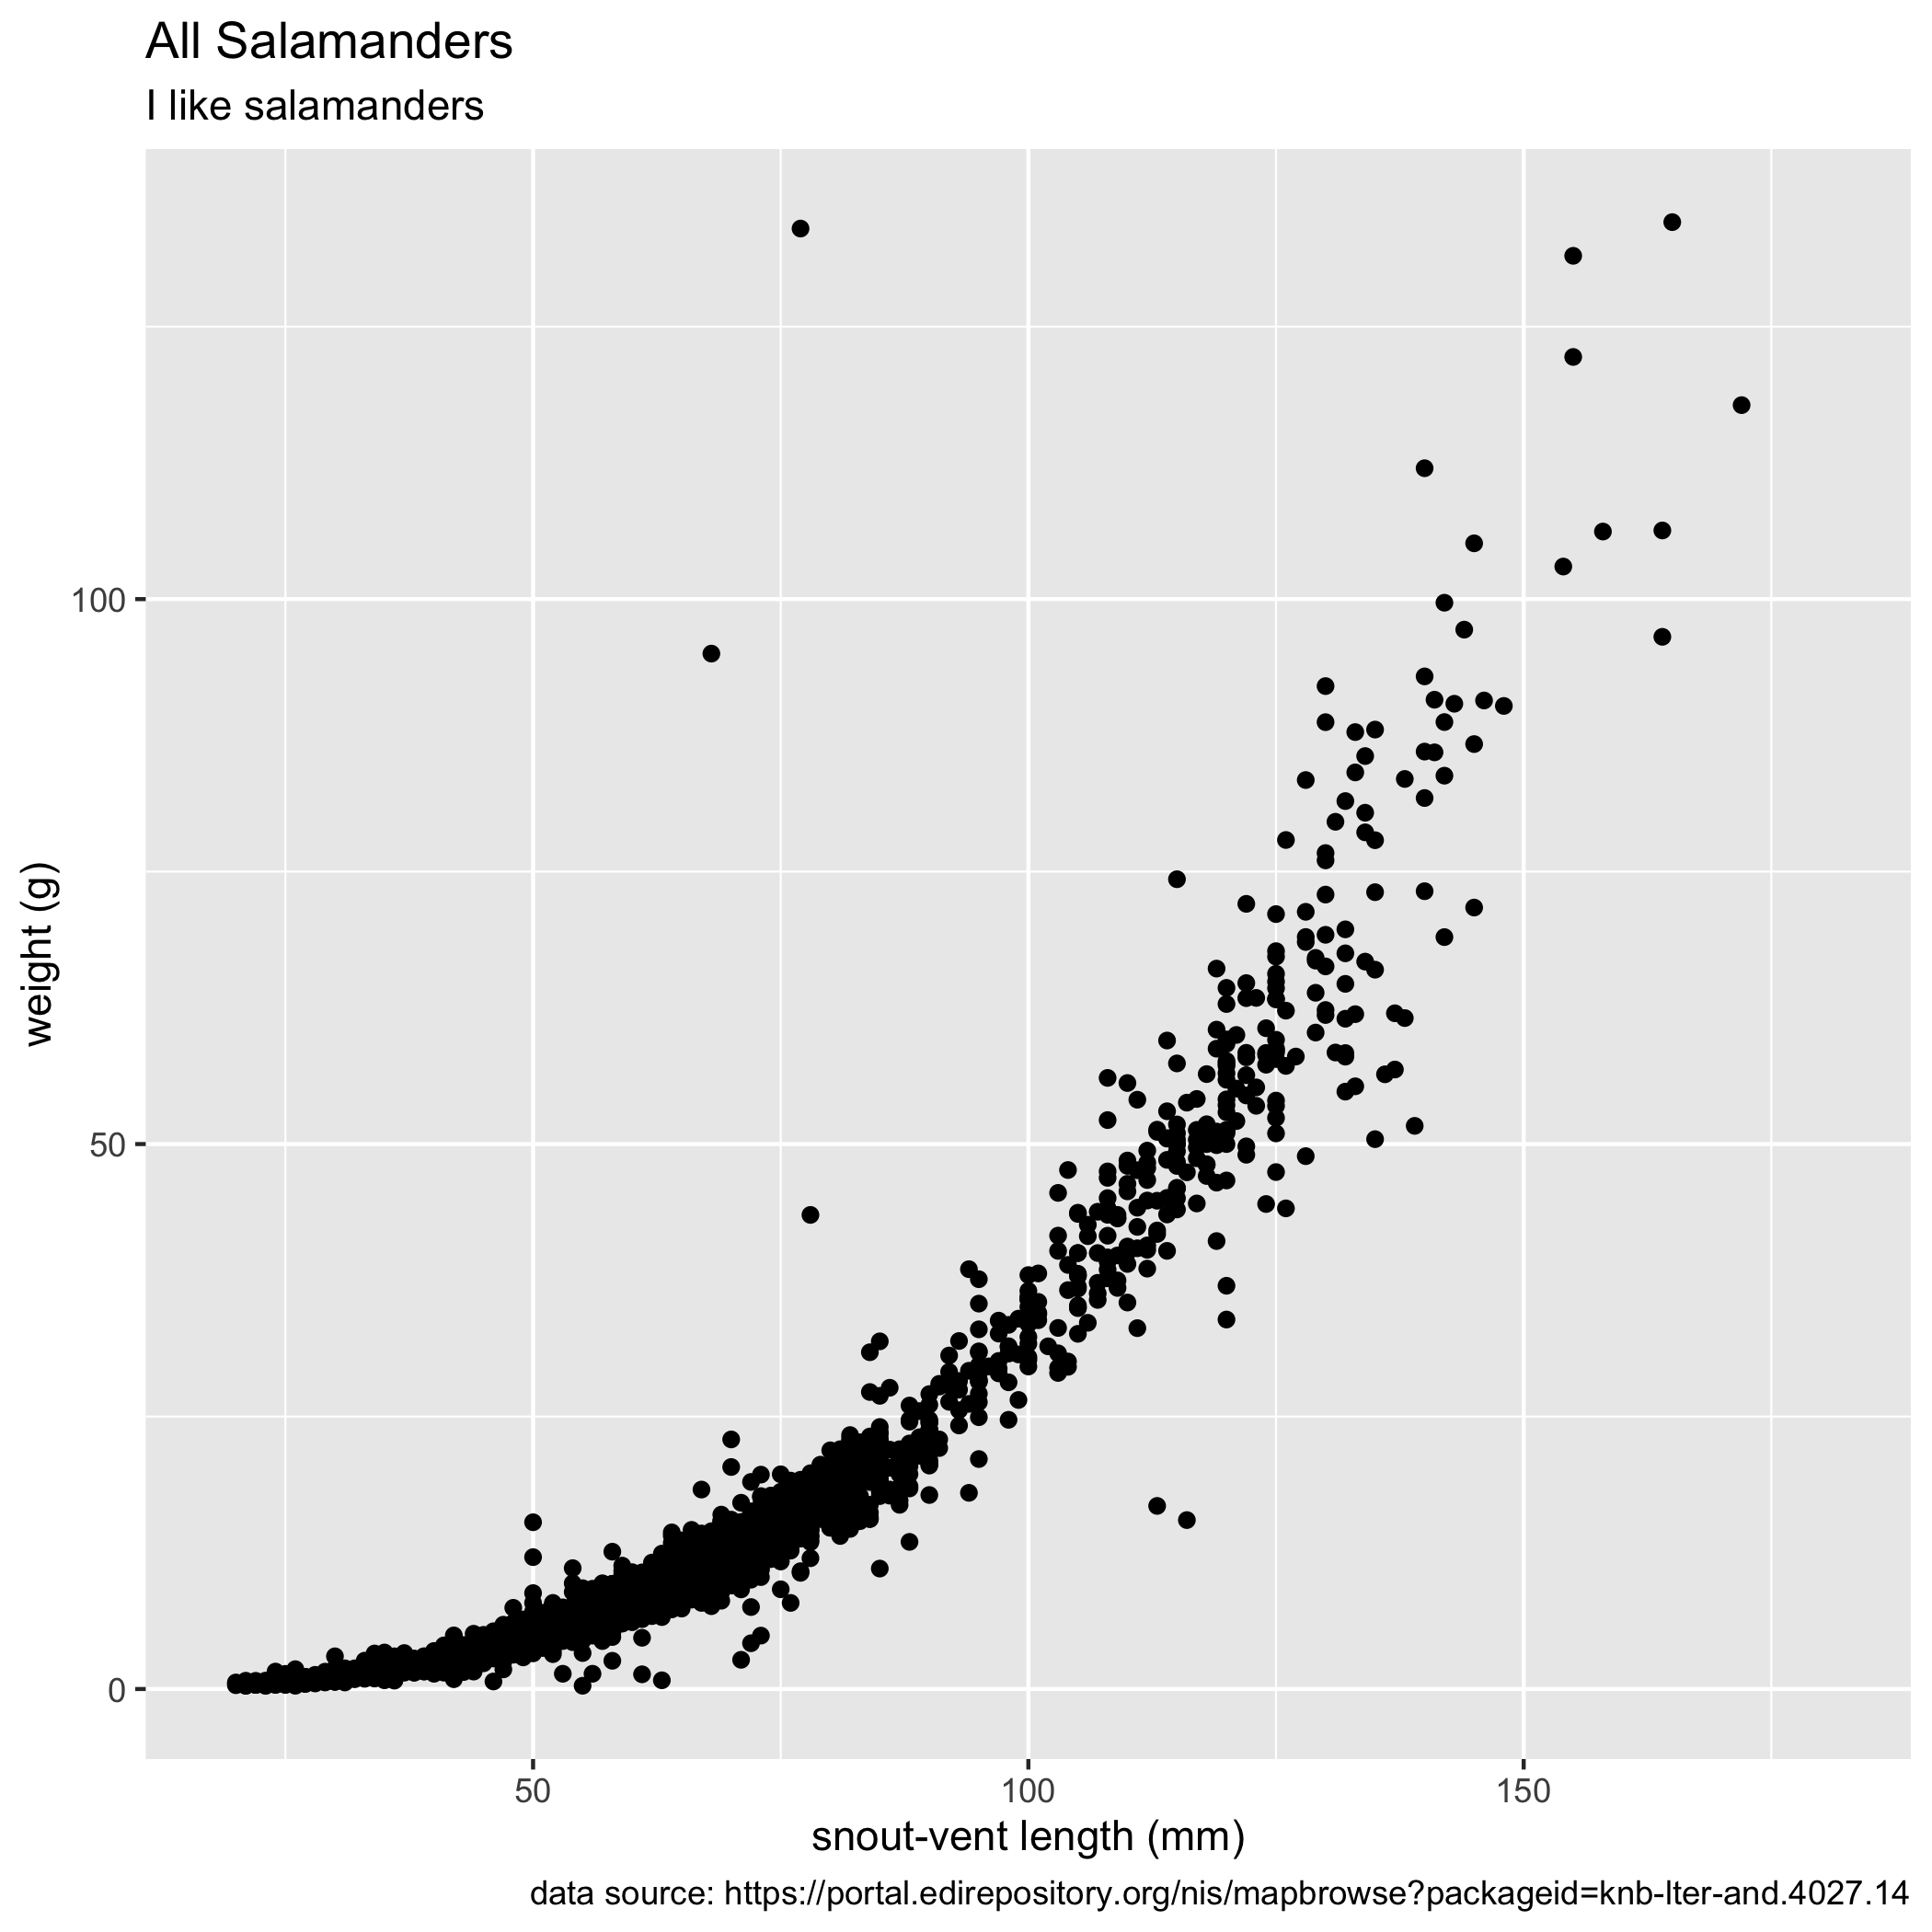 All Salamanders
I like salamanders
weight (g)
100
50
0
50 100 150
snout-vent length (mm)
data source: https://portal.edirepository.org/nis/mapbrowse?packageid=knb-lter-and.4027.14